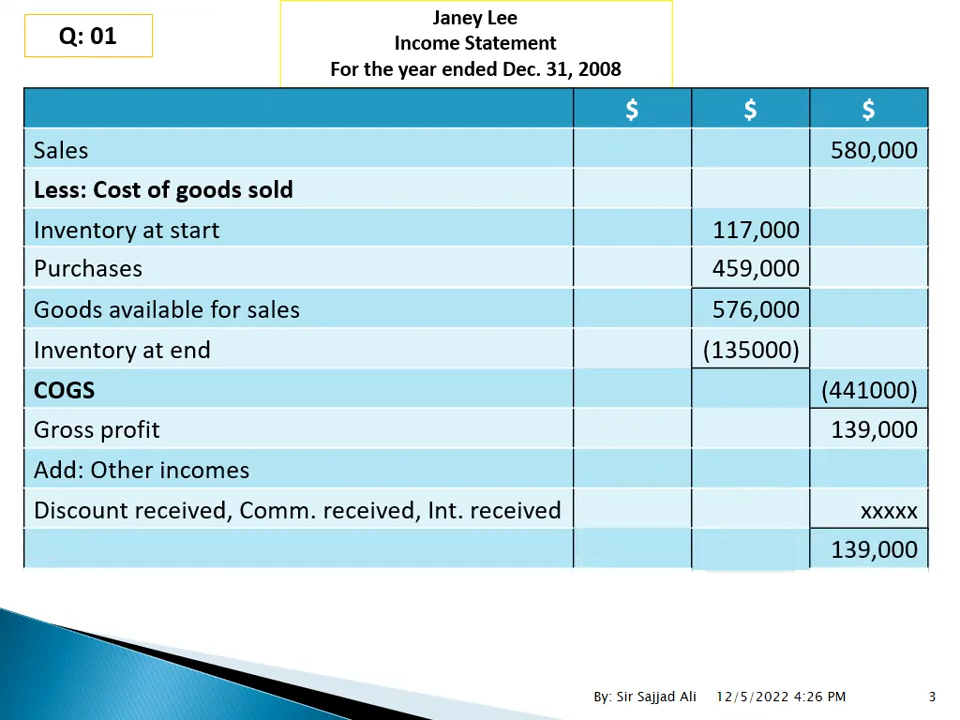 Q: 01
Janey Lee
Income Statement
For the year ended Dec. 31, 2008
$ $ $
Sales 580,000
Less: Cost of goods sold
Inventory at start 117,000
Purchases 459,000
Goods available for sales 576,000
Inventory at end (135000)
COGS (441000)
Gross profit 139,000
Add: Other incomes
Discount received, Comm. received, Int. received xxxxx
139,000
By: Sir Sajjad Ali 12/5/2022 4:26 PM 3